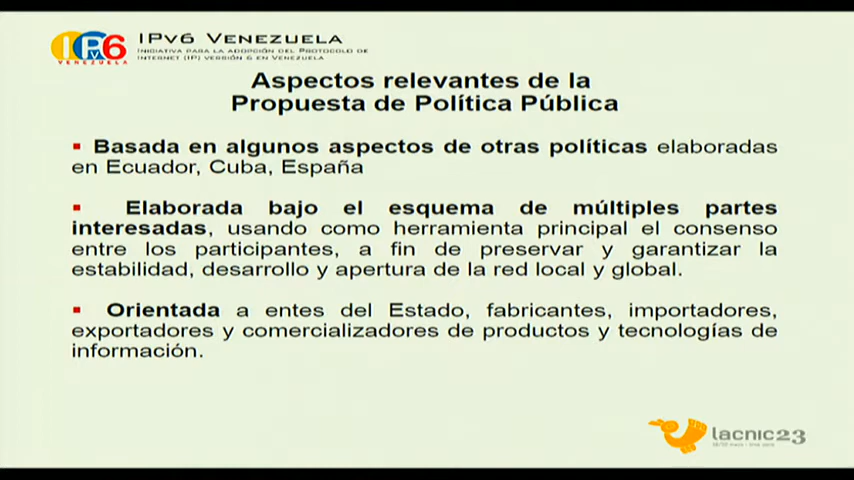 IPv6
VENEZUELA
IPv6 Venezuela
Iniciativa para la adopción del Protocolo de
Internet (IP) versión 6 en Venezuela
Aspectos relevantes de la
Propuesta de Política Pública
▪ Basada en algunos aspectos de otras políticas elaboradas
en Ecuador, Cuba, España
▪ Elaborada bajo el esquema de múltiples partes
interesadas, usando como herramienta principal el consenso
entre los participantes, a fin de preservar y garantizar la
estabilidad, desarrollo y apertura de la red local y global.
▪ Orientada a entes del Estado, fabricantes, importadores,
exportadores y comercializadores de productos y tecnologías de
información.
lacnic23